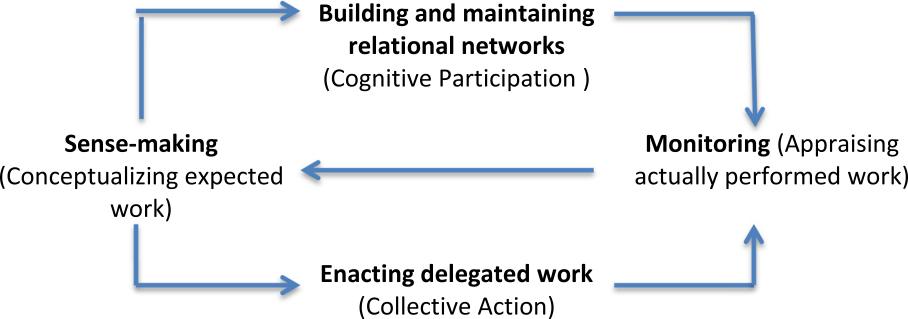 Building and maintaining
relational networks
(Cognitive Participation )
Sense-making
(Conceptualizing expected
work)
Monitoring (Appraising
actually performed work)
Enacting delegated work
(Collective Action)